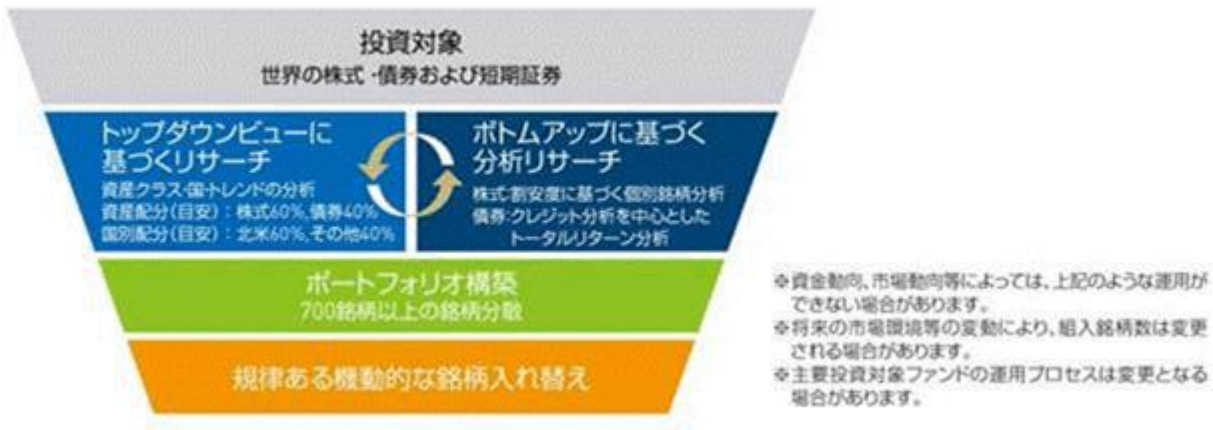 投資対象
世界の株式・債券および短期証券
トップダウンビューに
基づくリサーチ
資産クラス・国・トレンドの分析
資産配分(目安)：株式60%、債券40%
国別配分(目安)：北米60%、その他40%
ボトムアップに基づく
分析リサーチ
株式:割安度に基づく個別銘柄分析
債券:クレジット分析を中心とした
トータルリターン分析
ポートフォリオ構築
700銘柄以上の銘柄分散
規律ある機動的な銘柄入れ替え
※資金動向、市場動向等によっては、上記のような運用が
できない場合があります。
※将来の市場環境等の変動により、組入銘柄数は変更
される場合があります。
※主要投資対象ファンドの運用プロセスは変更となる
場合があります。